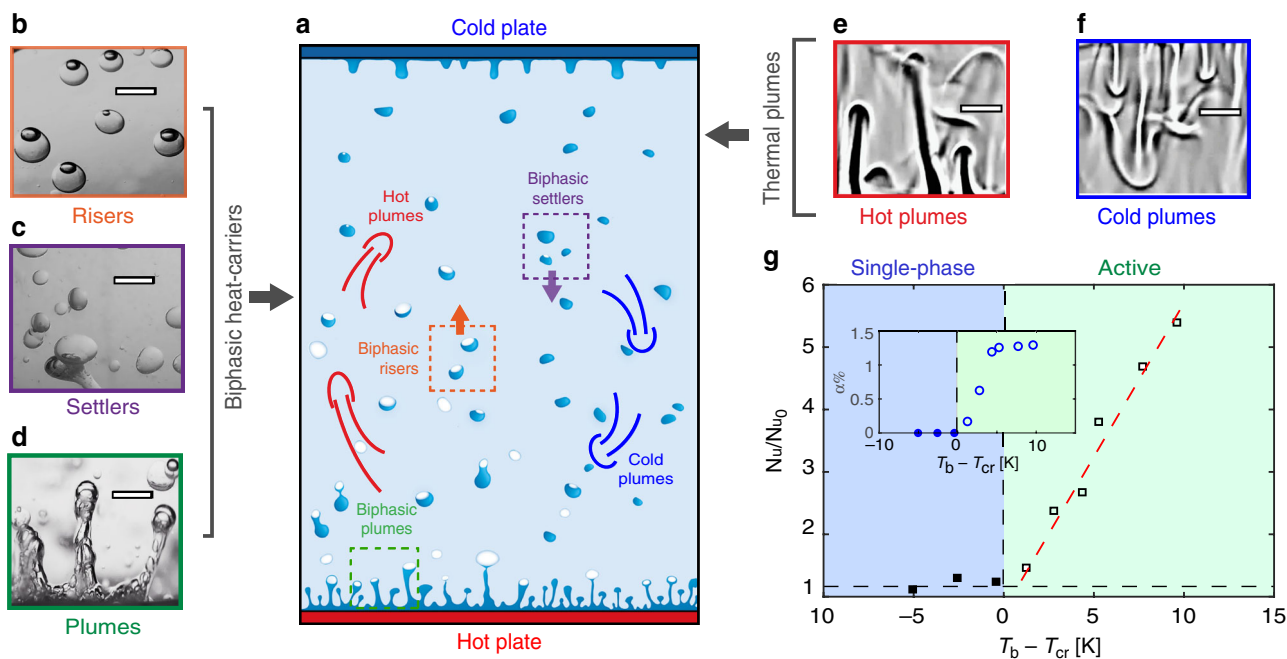 b
Risers
c
Settlers
d
Plumes
Biphasic heat-carriers
a
Cold plate
Hot
plumes
Biphasic
settlers
Biphasic
risers
Cold
plumes
Biphasic
plumes
Hot plate
Thermal plumes
e
Hot plumes
f
Cold plumes
g
Single-phase
Active
Nu/Nu0
6
5
4
3
2
1
10
−5
0
5
10
15
Tb − Tcr [K]
α%
1.5
1
0.5
0
−10
0
10
Tb − Tcr [K]